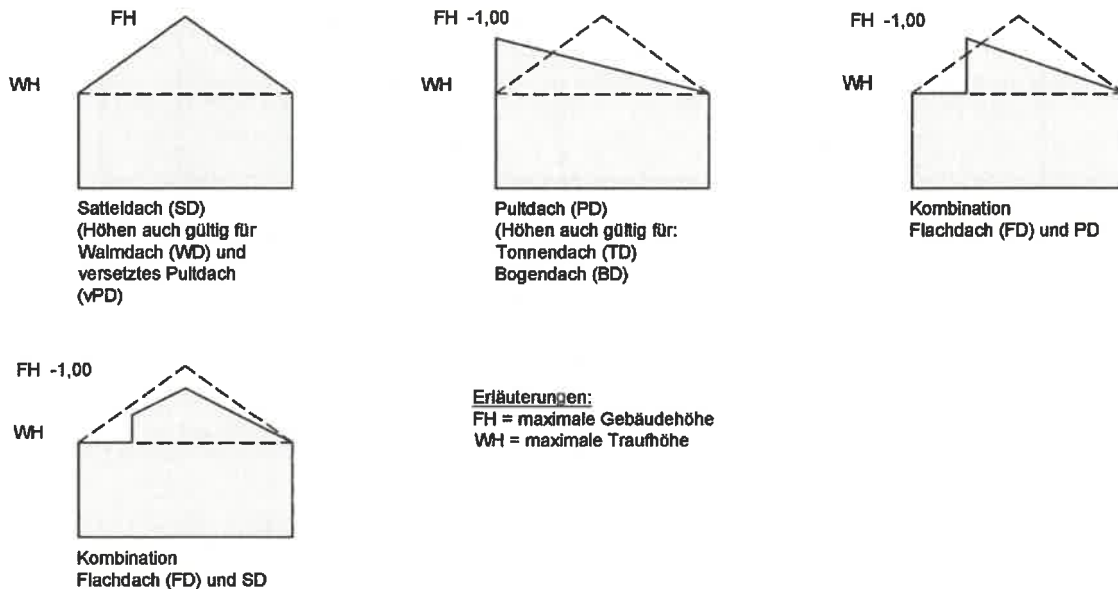 FH
WH
Satteldach (SD)
(Höhen auch gültig für
Walmdach (WD) und
versetztes Pultdach
(vPD)
FH -1,00
WH
Pultdach (PD)
(Höhen auch gültig für:
Tonnendach (TD)
Bogendach (BD)
FH -1,00
WH
Kombination
Flachdach (FD) und PD
FH -1,00
WH
Kombination
Flachdach (FD) und SD
Erläuterungen:
FH = maximale Gebäudehöhe
WH = maximale Traufhöhe